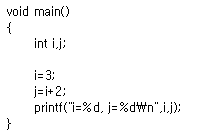 void main()
{
int i,j;
i=3;
j=i+2;
printf("i=%d, j=%d₩n",i,j);
}